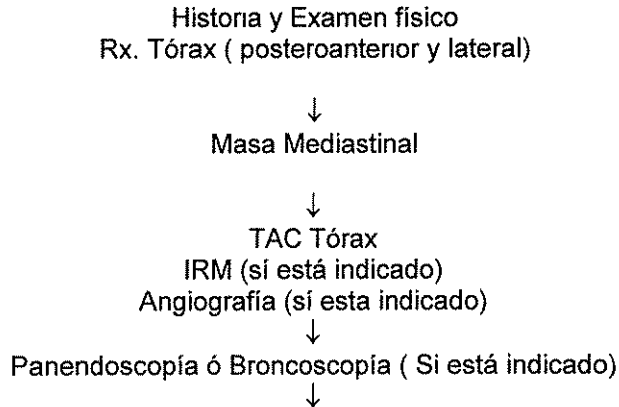 Historia y Examen físico
Rx. Tórax ( posteroanterior y lateral)
↓
Masa Mediastinal
↓
TAC Tórax
IRM (sí está indicado)
Angiografía (sí esta indicado)
↓
Panendoscopía ó Broncoscopía ( Si está indicado)
↓